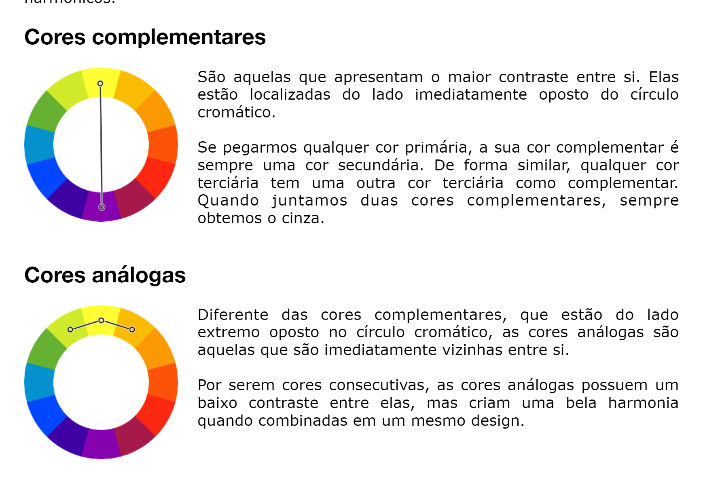 harmônicos.
Cores complementares
São aquelas que apresentam o maior contraste entre si. Elas
estão localizadas do lado imediatamente oposto do círculo
cromático.
Se pegarmos qualquer cor primária, a sua cor complementar é
sempre uma cor secundária. De forma similar, qualquer cor
terciária tem uma outra cor terciária como complementar.
Quando juntamos duas cores complementares, sempre
obtemos o cinza.
Cores análogas
Diferente das cores complementares, que estão do lado
extremo oposto no círculo cromático, as cores análogas são
aquelas que são imediatamente vizinhas entre si.
Por serem cores consecutivas, as cores análogas possuem um
baixo contraste entre elas, mas criam uma bela harmonia
quando combinadas em um mesmo design.